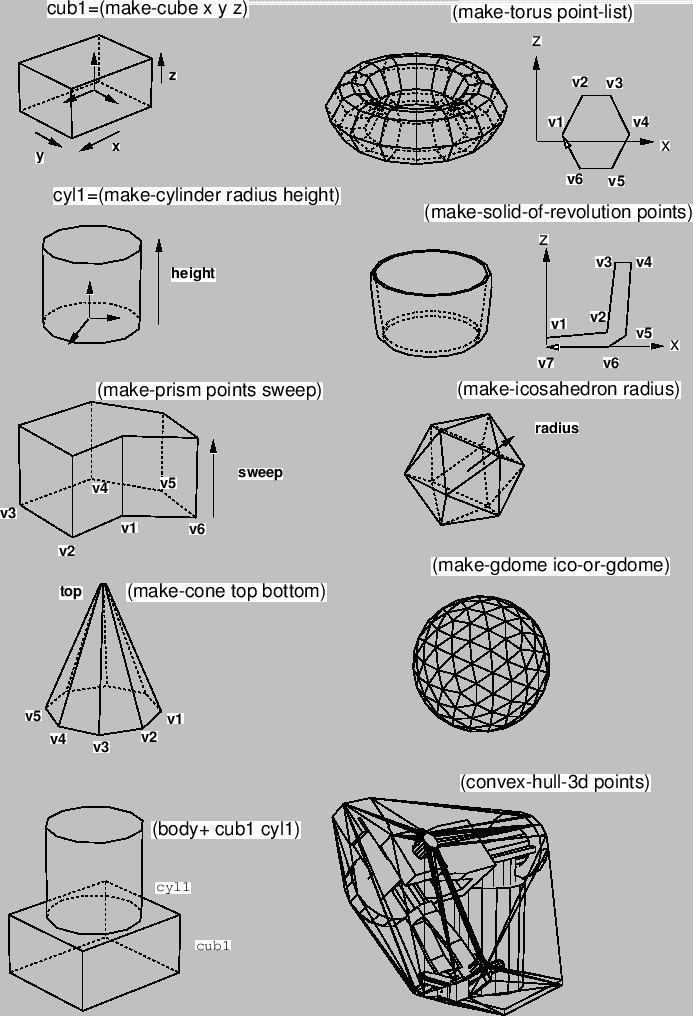 cub1=(make-cube x y z)
(make-torus point-list)
z
y
x
Z
v2
v3
v1
v4
X
v6
v5
cyl1=(make-cylinder radius height)
height
(make-solid-of-revolution points)
Z
v3
v4
v1
v2
v5
X
v7
v6
(make-prism points sweep)
sweep
v4
v5
v3
v1
v6
v2
(make-icosahedron radius)
radius
top
(make-cone top bottom)
v5
v1
v4
v2
v3
(make-gdome ico-or-gdome)
(body+ cub1 cyl1)
cyl1
cub1
(convex-hull-3d points)